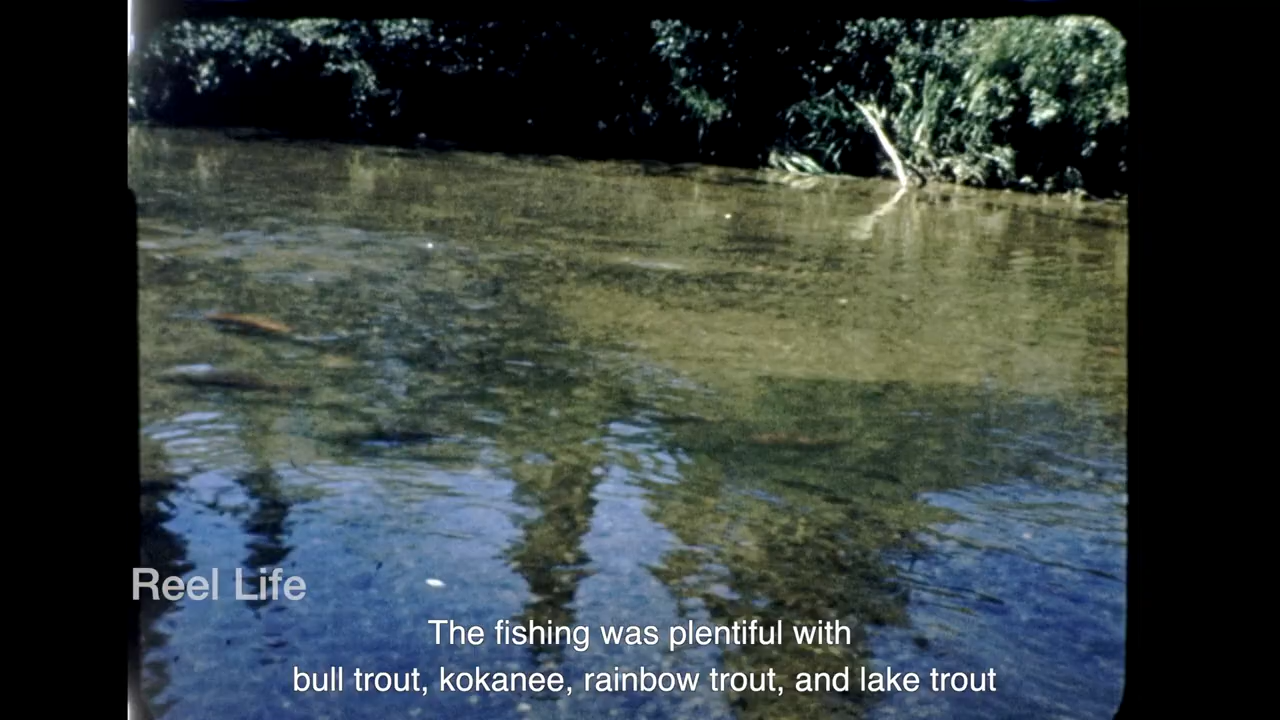 Reel Life
The fishing was plentiful with
bull trout, kokanee, rainbow trout, and lake trout